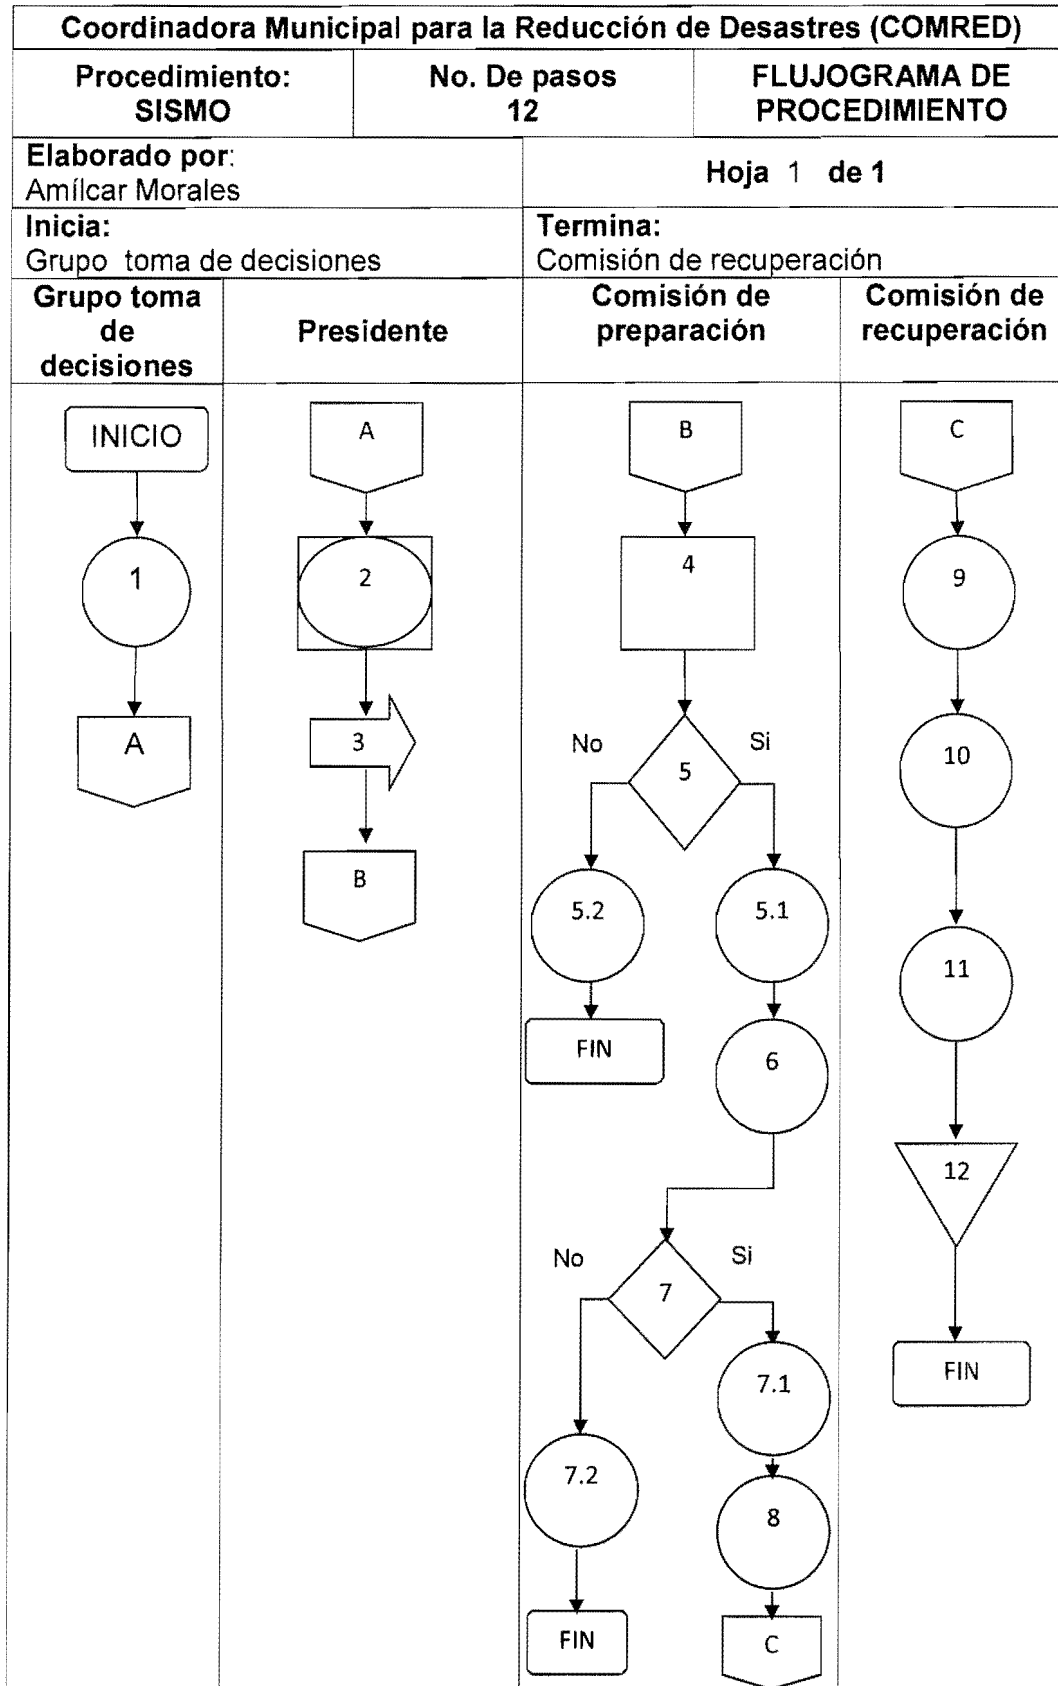 Coordinadora Municipal para la Reducción de Desastres (COMRED)
Procedimiento:
SISMO
No. De pasos
12
FLUJOGRAMA DE
PROCEDIMIENTO
Elaborado por:
Amílcar Morales
Hoja 1 de 1
Inicia:
Grupo toma de decisiones
Termina:
Comisión de recuperación
Grupo toma
de
decisiones
Presidente
Comisión de
preparación
Comisión de
recuperación
INICIO
1
A
A
2
3
B
B
4
No
Si
5
5.2
5.1
FIN
6
No
Si
7
7.1
7.2
8
FIN
C
C
9
10
11
12
FIN